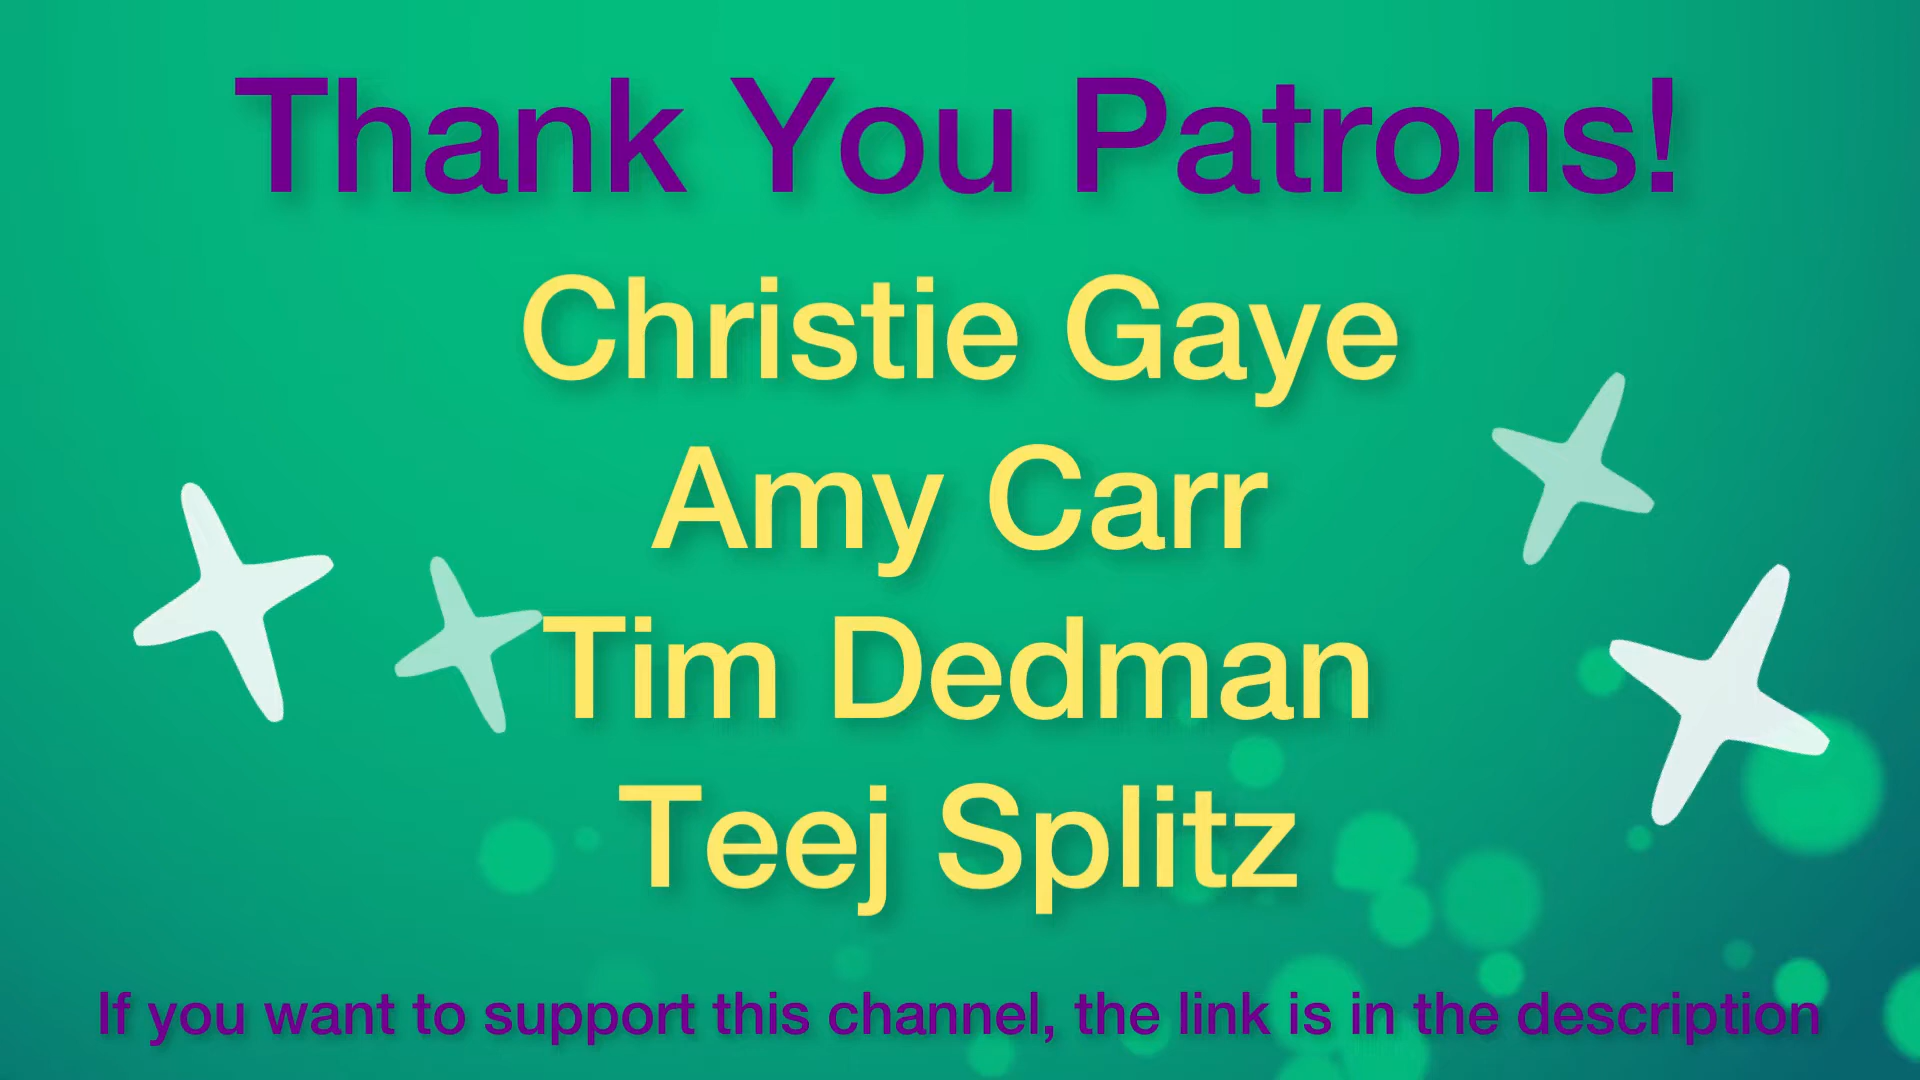 Thank You Patrons!
Christie Gaye
Amy Carr
Tim Dedman
Teej Splitz
If you want to support this channel, the link is in the description